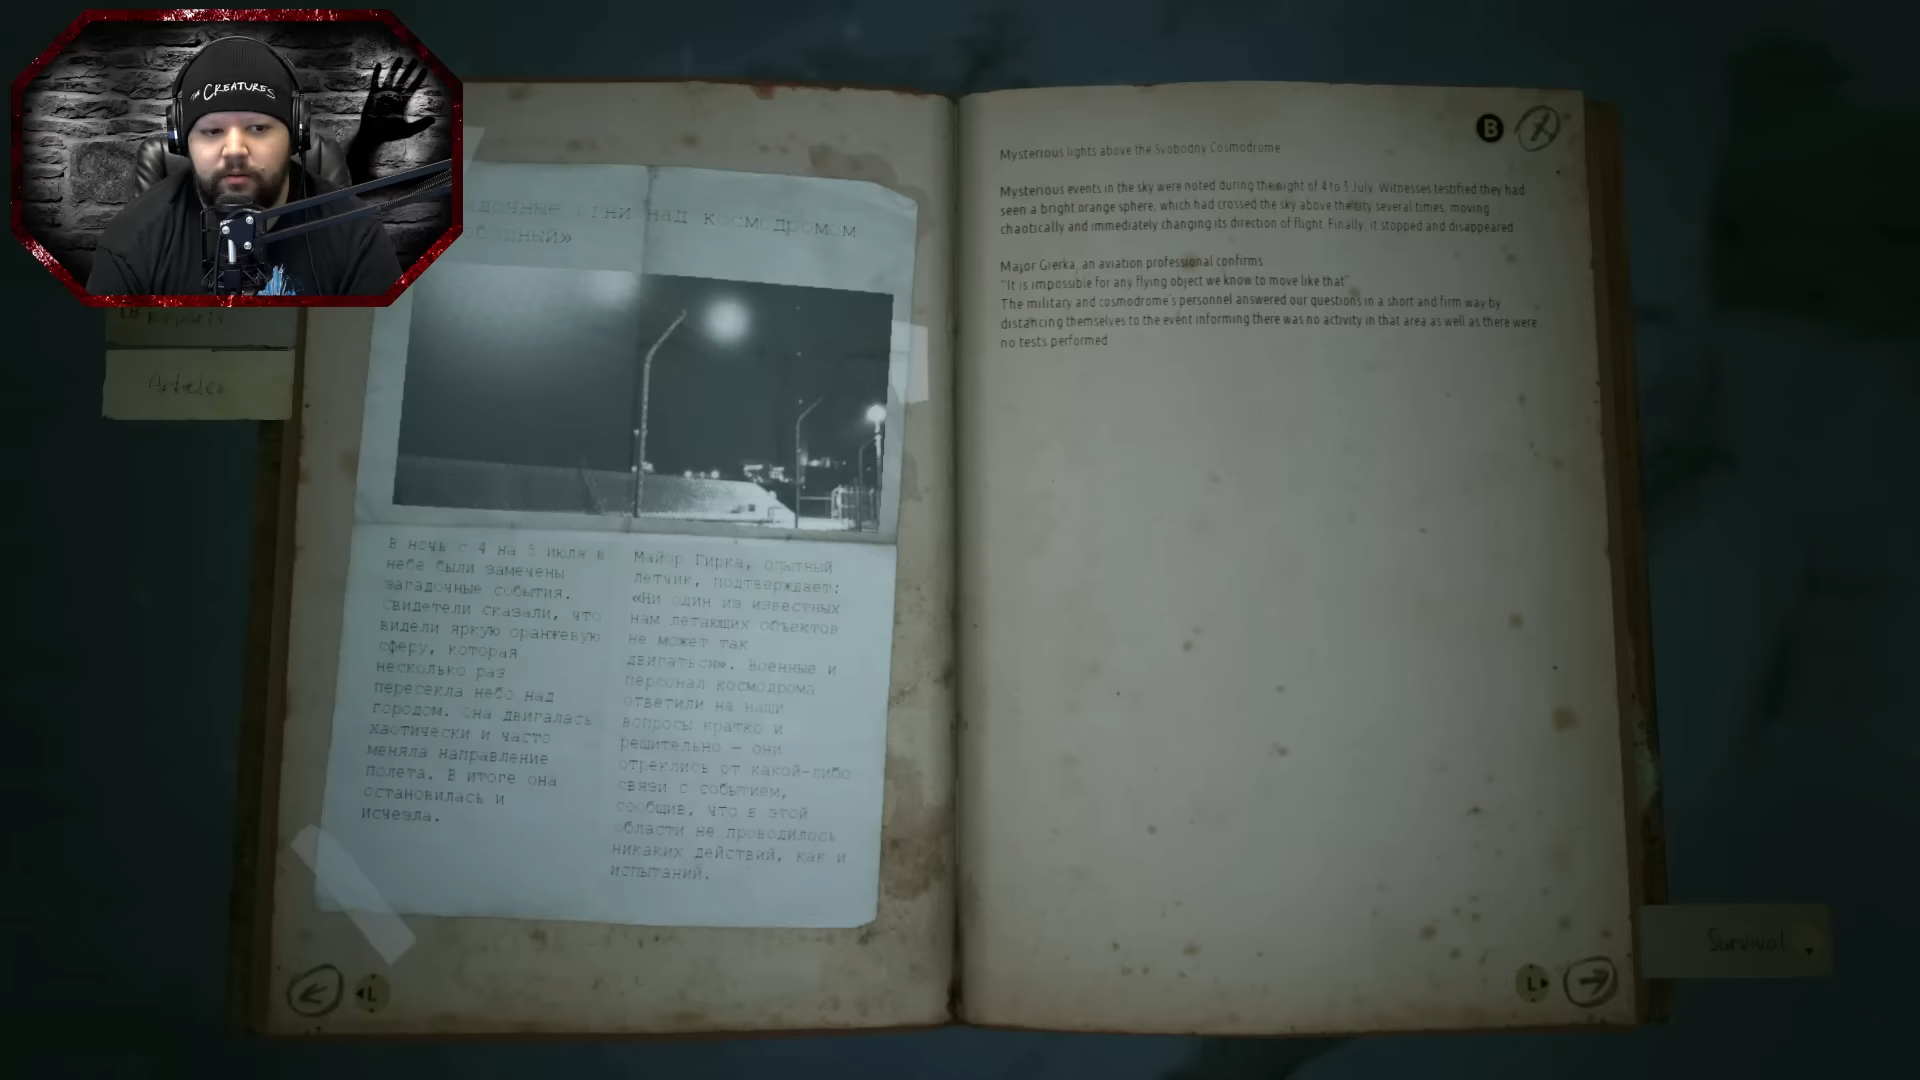 THE CREATURES
Articles
адочные огни над космодромом
ободный»
В ночь с 4 на 5 июля в
небе были замечены
загадочные события.
Свидетели сказали, что
видели яркую оранжевую
сферу, которая
несколько раз
пересекла небо над
городом. Она двигалась
хаотически и часто
меняла направление
полета. В итоге она
остановилась и
исчезла.
Майор Гирка, опытный
летчик, подтверждает:
«Ни один из известных
нам летающих объектов
не может так
двигаться». Военные и
персонал космодрома
ответили на наши
вопросы кратко и
решительно – они
отреклись от какой-либо
связи с событием,
сообщив, что в этой
области не проводилось
никаких действий, как и
испытаний.
L
B
Mysterious lights above the Svobodny Cosmodrome
Mysterious events in the sky were noted during the night of 4 to 5 July. Witnesses testified they had
seen a bright orange sphere, which had crossed the sky above the city several times, moving
chaotically and immediately changing its direction of flight. Finally, it stopped and disappeared
Major Gierka, an aviation professional confirms
"It is impossible for any flying object we know to move like that"
The military and cosmodrome's personnel answered our questions in a short and firm way by
distancing themselves to the event informing there was no activity in that area as well as there were
no tests performed
Survival
L